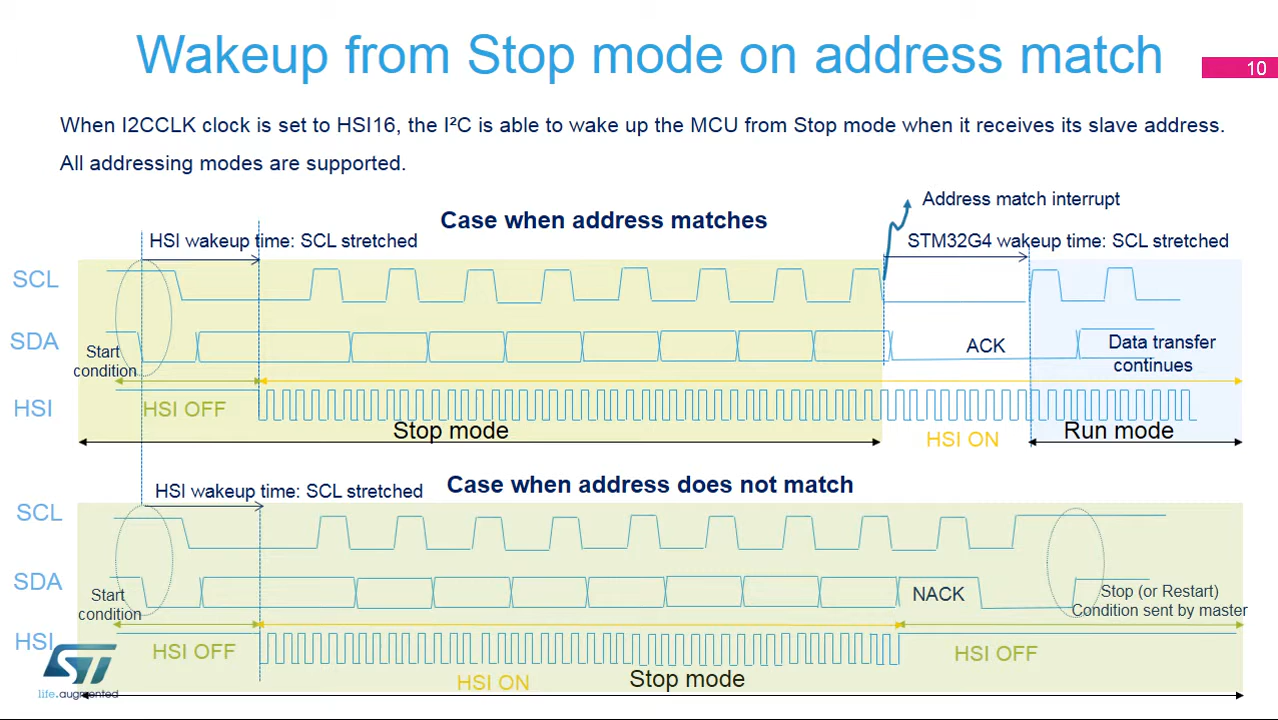 Wakeup from Stop mode on address match
10
When I2CCLK clock is set to HSI16, the I²C is able to wake up the MCU from Stop mode when it receives its slave address.
All addressing modes are supported.
Address match interrupt
Case when address matches
HSI wakeup time: SCL stretched
STM32G4 wakeup time: SCL stretched
SCL
SDA
Start
condition
ACK
Data transfer
continues
HSI
HSI OFF
Stop mode
HSI ON
Run mode
Case when address does not match
HSI wakeup time: SCL stretched
SCL
SDA
Start
condition
NACK
Stop (or Restart)
Condition sent by master
HSI
HSI OFF
HSI OFF
Stop mode
HSI ON
ST
life.augmented